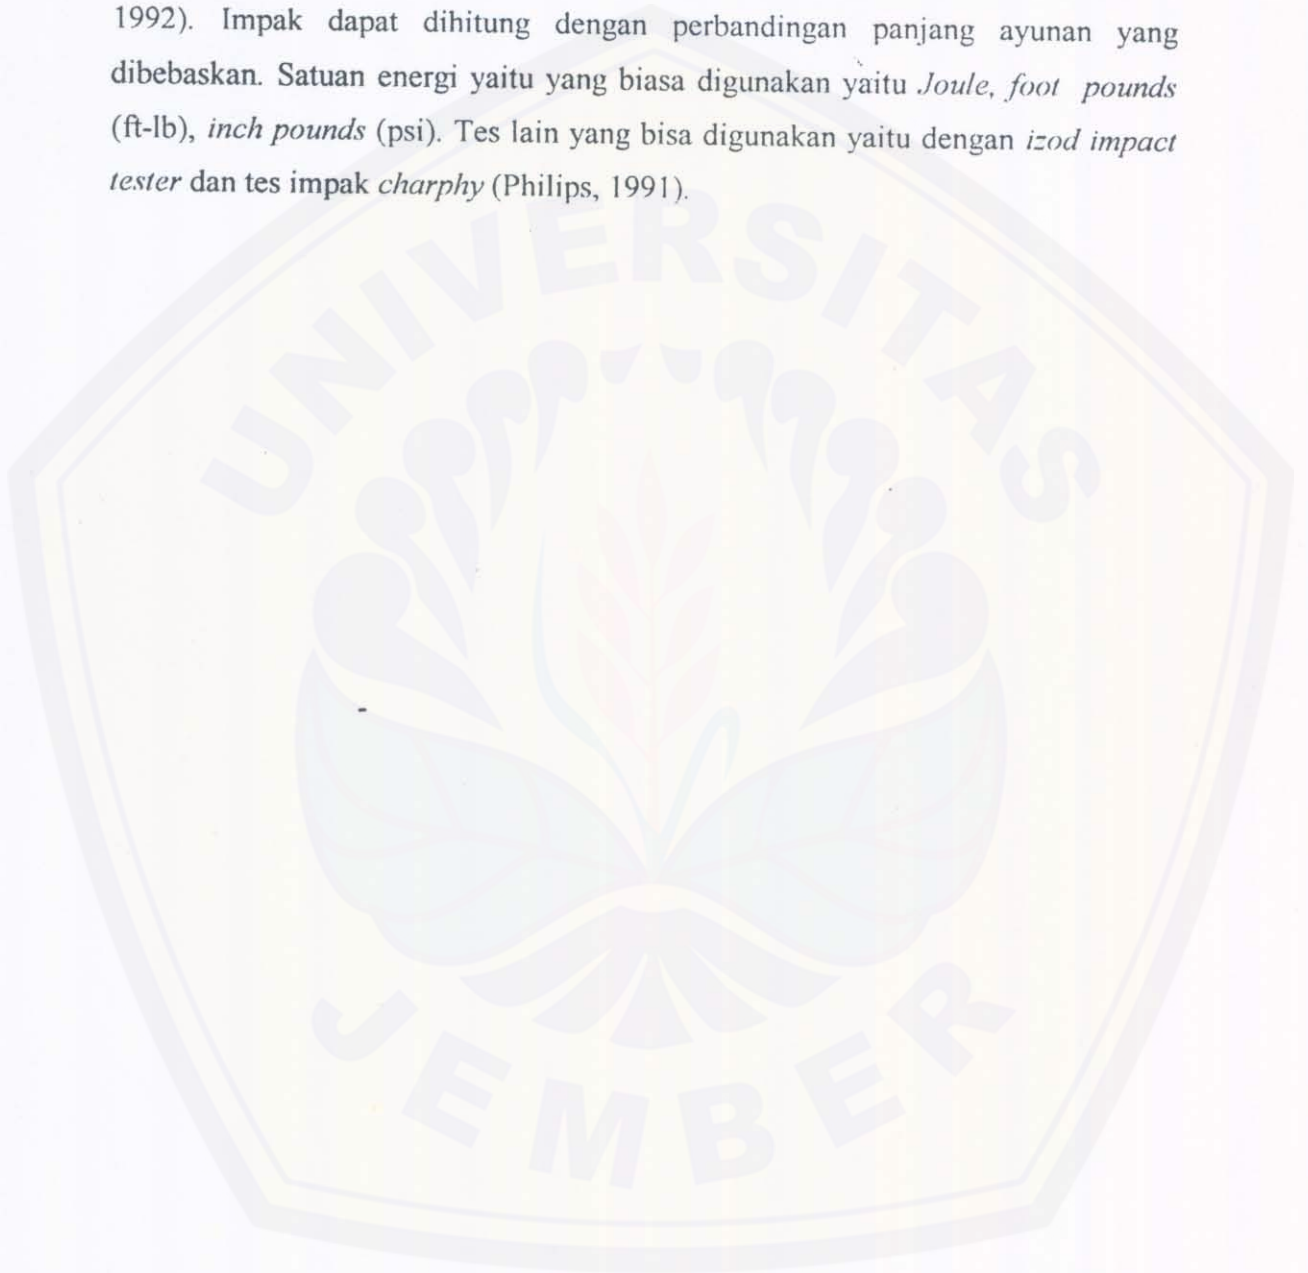 1992). Impak dapat dihitung dengan perbandingan panjang ayunan yang
dibebaskan. Satuan energi yaitu yang biasa digunakan yaitu Joule, foot pounds
(ft-lb), inch pounds (psi). Tes lain yang bisa digunakan yaitu dengan izod impact
tester dan tes impak charphy (Philips, 1991).
UNIVERSITAS
JEMBER